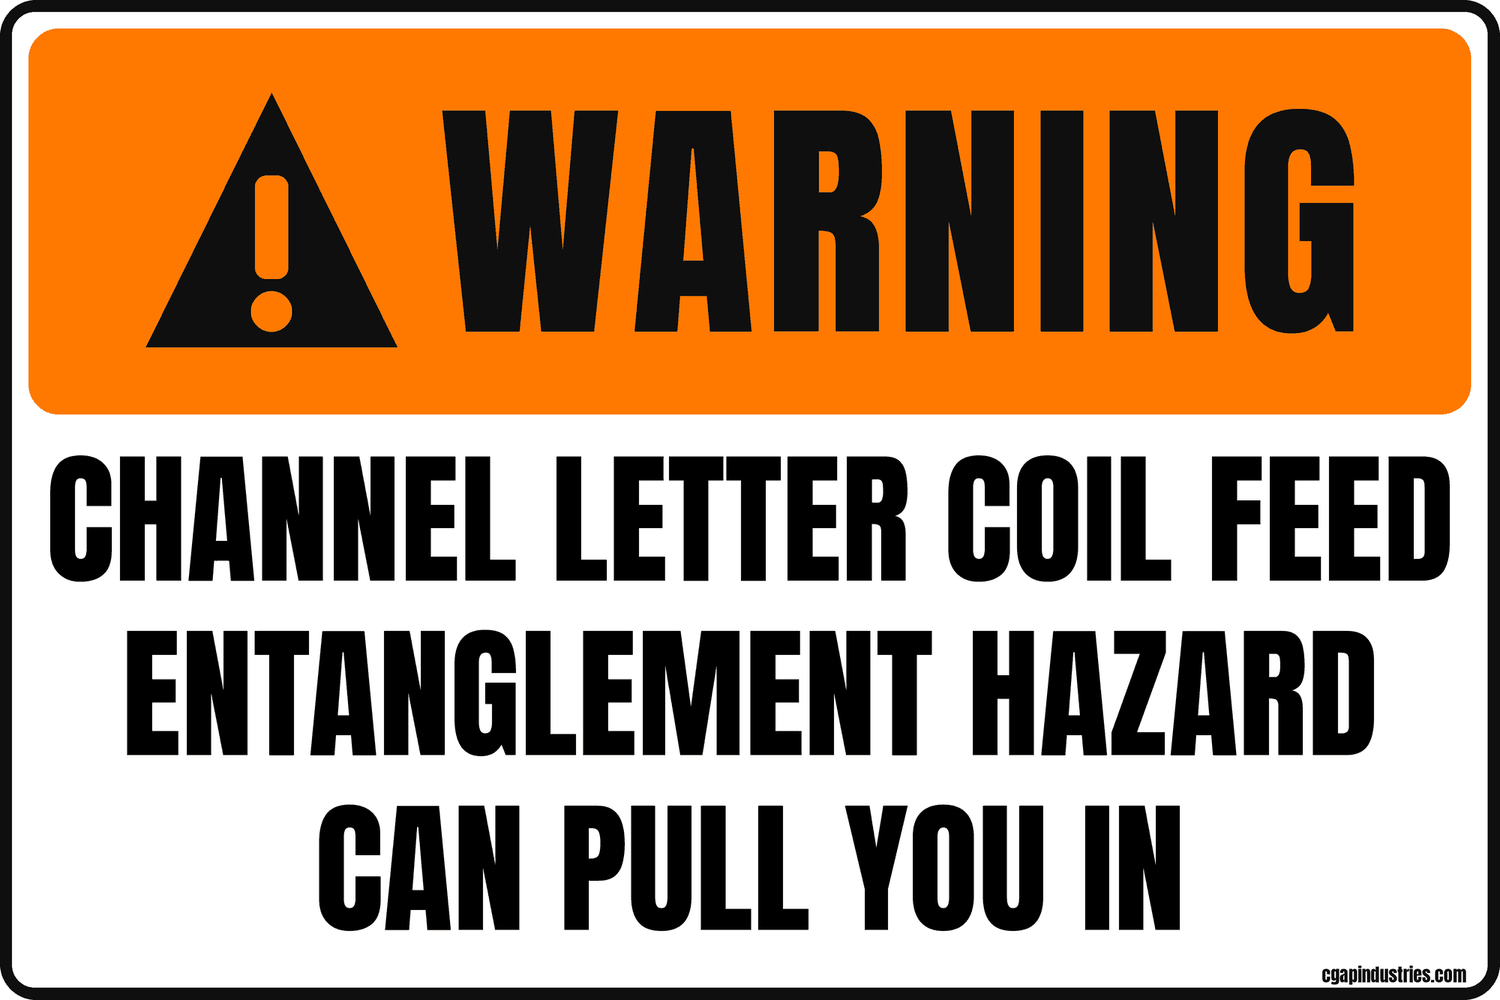 WARNING
CHANNEL LETTER COIL FEED
ENTANGLEMENT HAZARD
CAN PULL YOU IN
cgapindustries.com